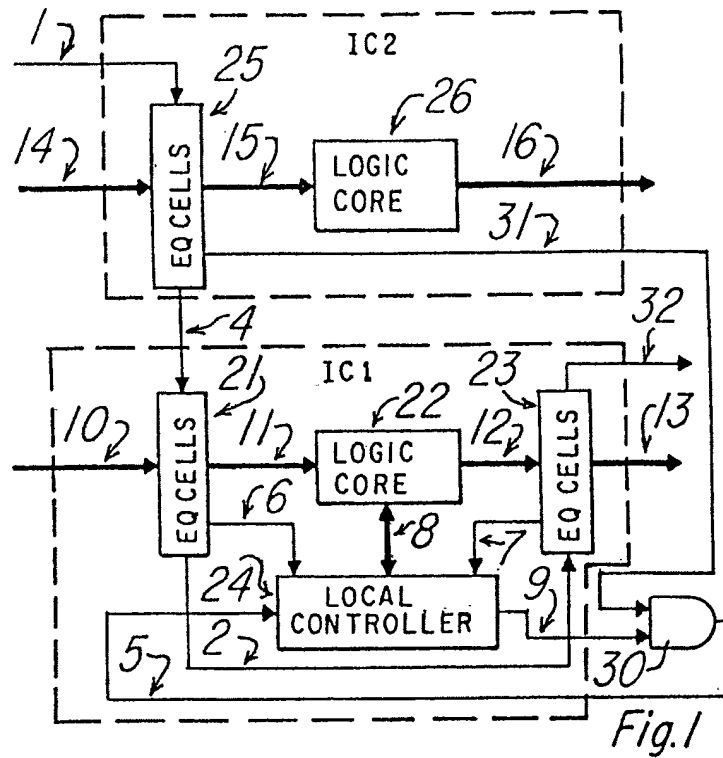 1
IC2
25
26
14
EQ CELLS
15
LOGIC
CORE
16
31
4
32
IC1
21
22
23
10
EQ CELLS
11
LOGIC
CORE
12
EQ CELLS
13
6
8
7
24
LOCAL
CONTROLLER
9
2
5
30
Fig.1